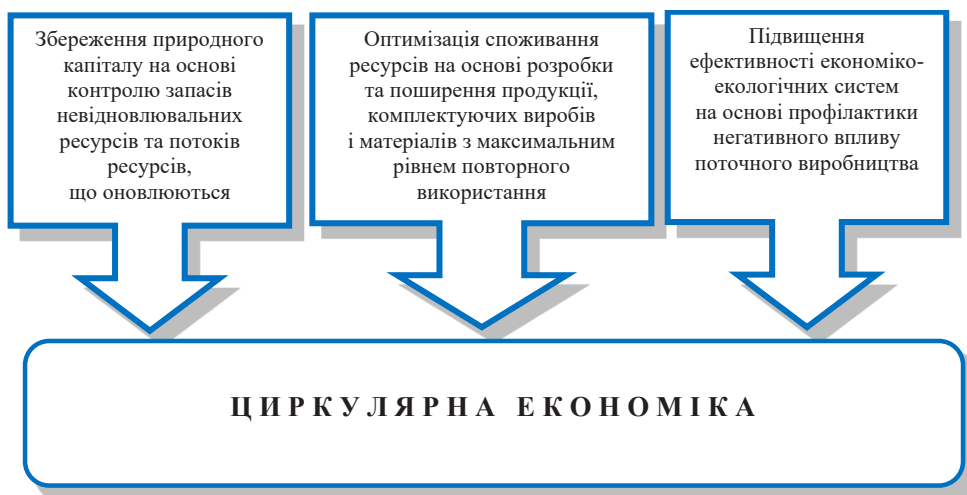 Збереження природного
капіталу на основі
контролю запасів
невідновлювальних
ресурсів та потоків
ресурсів,
що оновлюються
Оптимізація споживання
ресурсів на основі розробки
та поширення продукції,
комплектуючих виробів
і матеріалів з максимальним
рівнем повторного
використання
Підвищення
ефективності економіко-
екологічних систем
на основі профілактики
негативного впливу
поточного виробництва
ЦИРКУЛЯРНА ЕКОНОМІКА